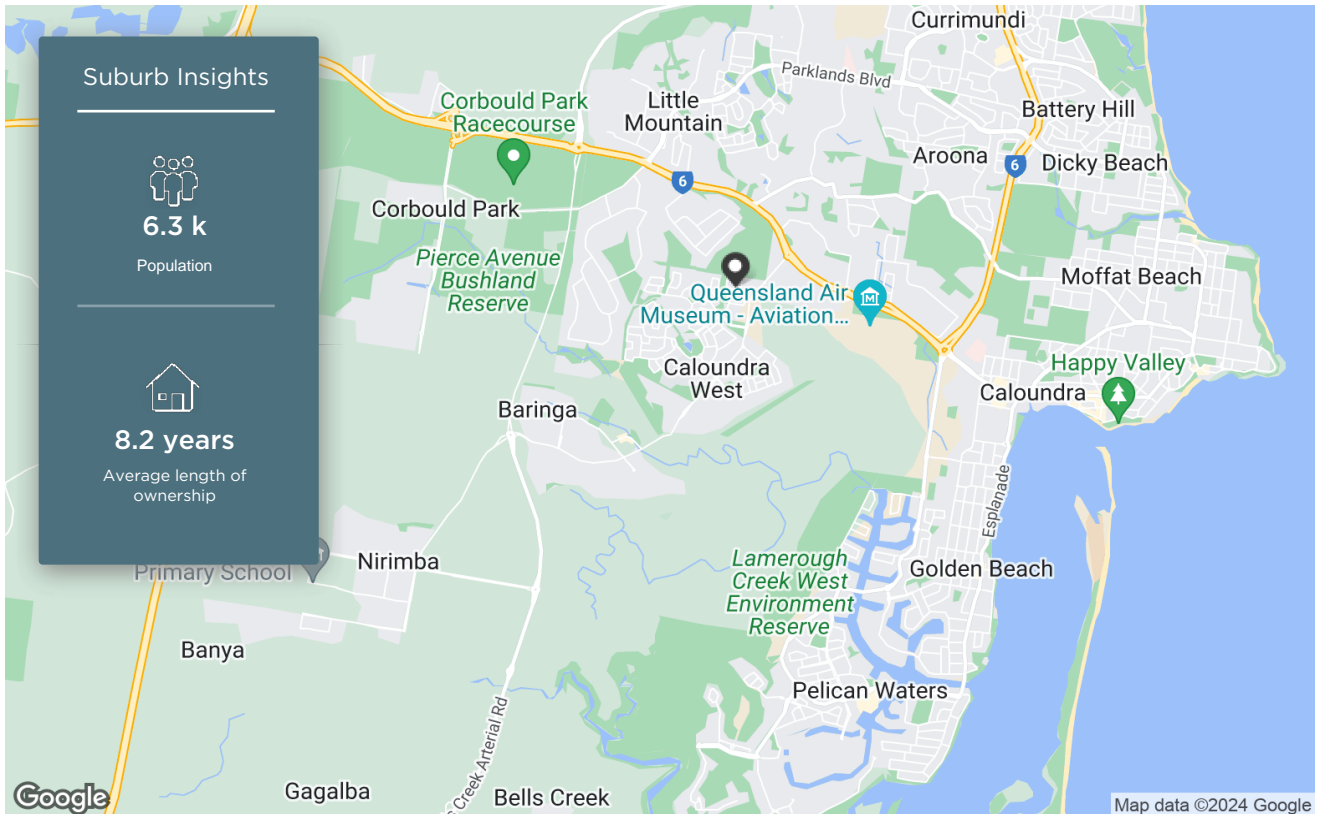 Suburb Insights
6.3 k
Population
8.2 years
Average length of
ownership
Currimundi
Parklands Blvd
Corbould Park
Racecourse
Little
Mountain
Battery Hill
Aroona
Dicky Beach
6
6
Corbould Park
Pierce Avenue
Bushland
Reserve
Moffat Beach
Queensland Air
Museum - Aviation...
M
Caloundra
West
Happy Valley
Caloundra
Baringa
Esplanade
Nirimba
Primary School
Lamerough
Creek West
Environment
Reserve
Golden Beach
Banya
Pelican Waters
s Creek Arterial Rd
Gagalba
Bells Creek
Google
Map data ©2024 Google